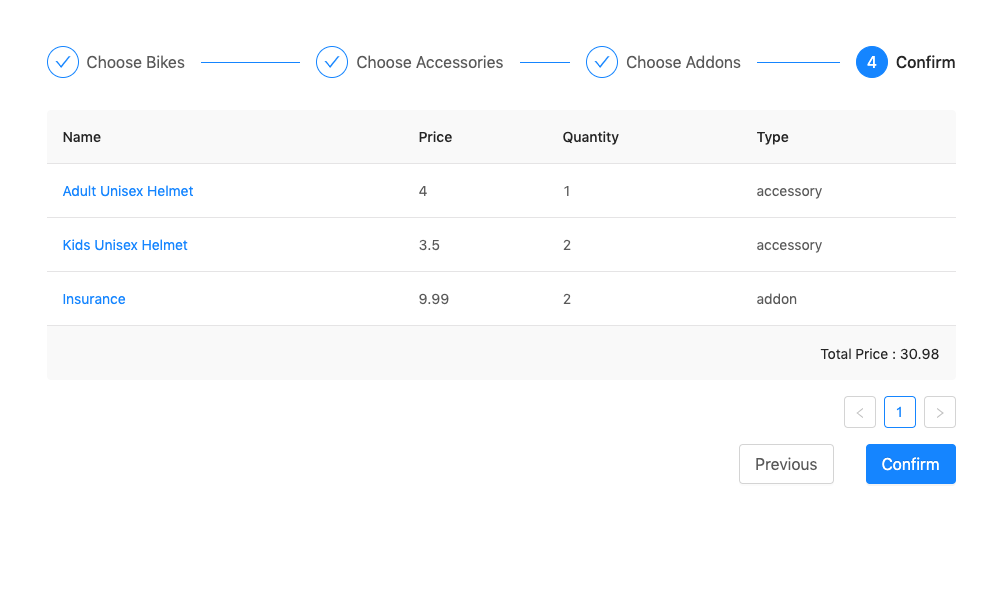 Choose Bikes Choose Accessories Choose Addons 4 Confirm
Name Price Quantity Type
Adult Unisex Helmet 4 1 accessory
Kids Unisex Helmet 3.5 2 accessory
Insurance 9.99 2 addon
Total Price : 30.98
< 1 >
Previous Confirm